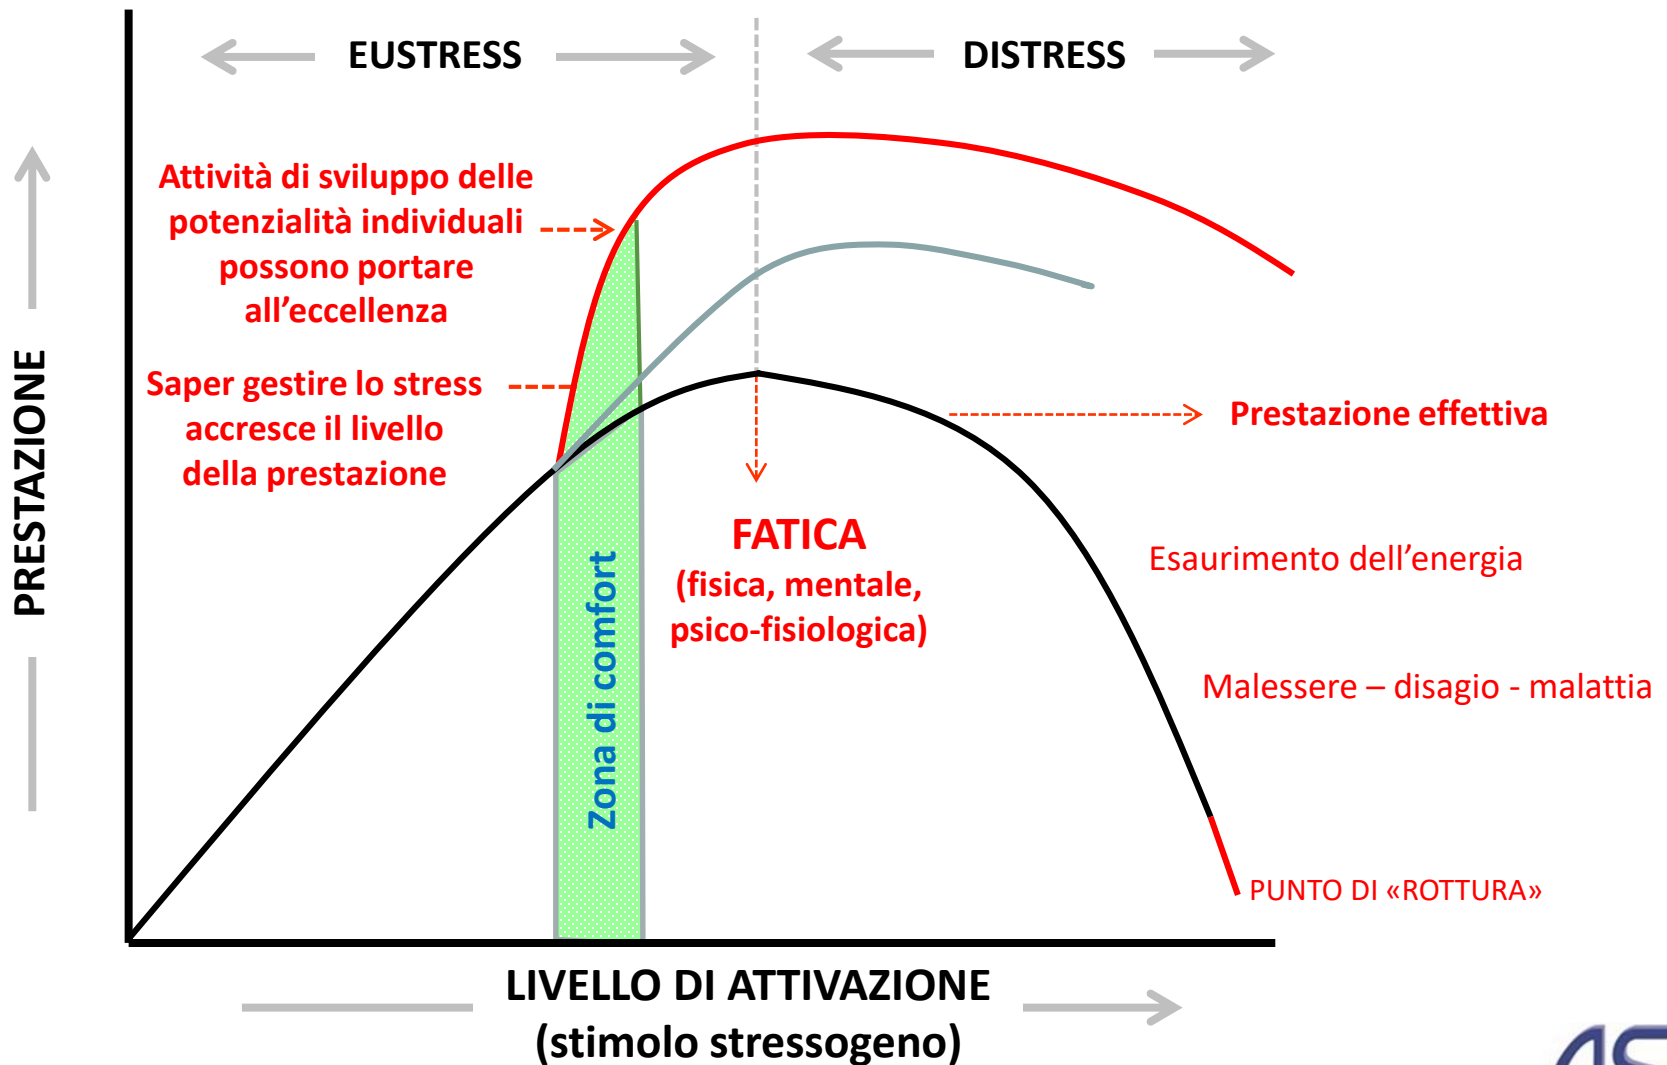 EUSTRESS
DISTRESS
Attività di sviluppo delle
potenzialità individuali
possono portare
all’eccellenza
Saper gestire lo stress
accresce il livello
della prestazione
PRESTAZIONE
Prestazione effettiva
FATICA
(fisica, mentale,
psico-fisiologica)
Zona di comfort
Esaurimento dell’energia
Malessere – disagio - malattia
PUNTO DI «ROTTURA»
LIVELLO DI ATTIVAZIONE
(stimolo stressogeno)